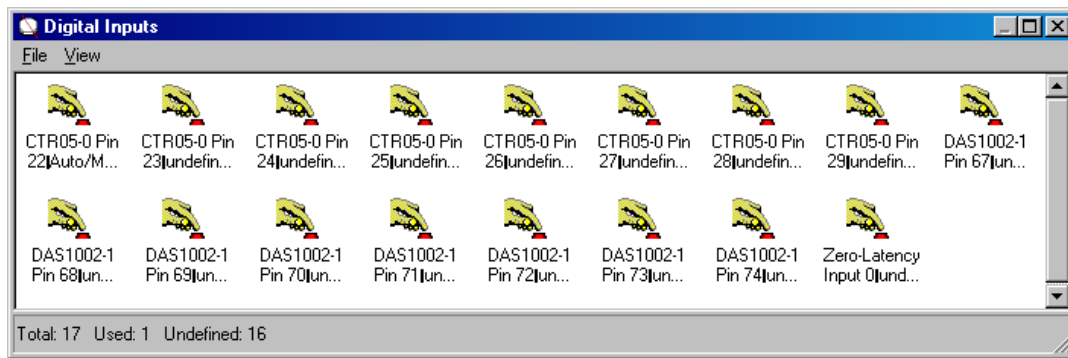 Digital Inputs
File View
CTR05-0 Pin CTR05-0 Pin CTR05-0 Pin CTR05-0 Pin CTR05-0 Pin CTR05-0 Pin CTR05-0 Pin CTR05-0 Pin DAS1002-1
22|Auto/M... 23|undefin... 24|undefin... 25|undefin... 26|undefin... 27|undefin... 28|undefin... 29|undefin... Pin 67|un...
DAS1002-1 DAS1002-1 DAS1002-1 DAS1002-1 DAS1002-1 DAS1002-1 DAS1002-1 Zero-Latency
Pin 68|un... Pin 69|un... Pin 70|un... Pin 71|un... Pin 72|un... Pin 73|un... Pin 74|un... Input 0|und...
Total: 17 Used: 1 Undefined: 16